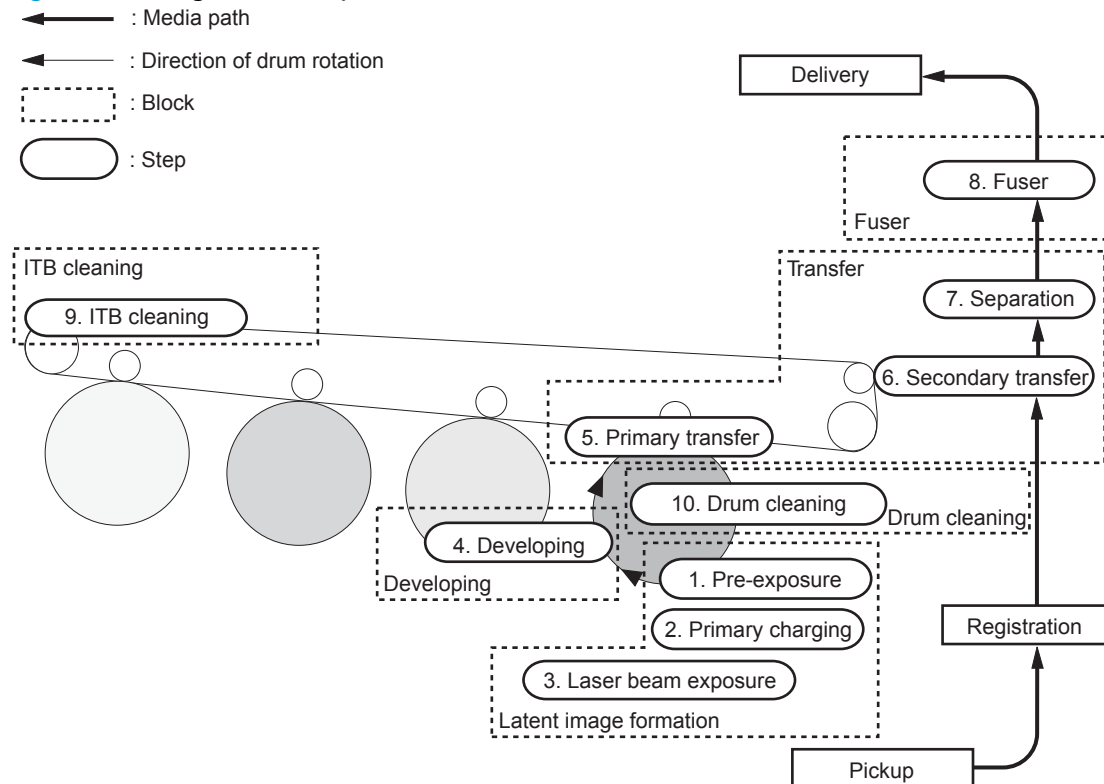 : Media path
: Direction of drum rotation
: Block
: Step
Delivery
8. Fuser
Fuser
ITB cleaning
Transfer
9. ITB cleaning
7. Separation
6. Secondary transfer
5. Primary transfer
10. Drum cleaning
Drum cleaning
4. Developing
Developing
1. Pre-exposure
2. Primary charging
Registration
3. Laser beam exposure
Latent image formation
Pickup